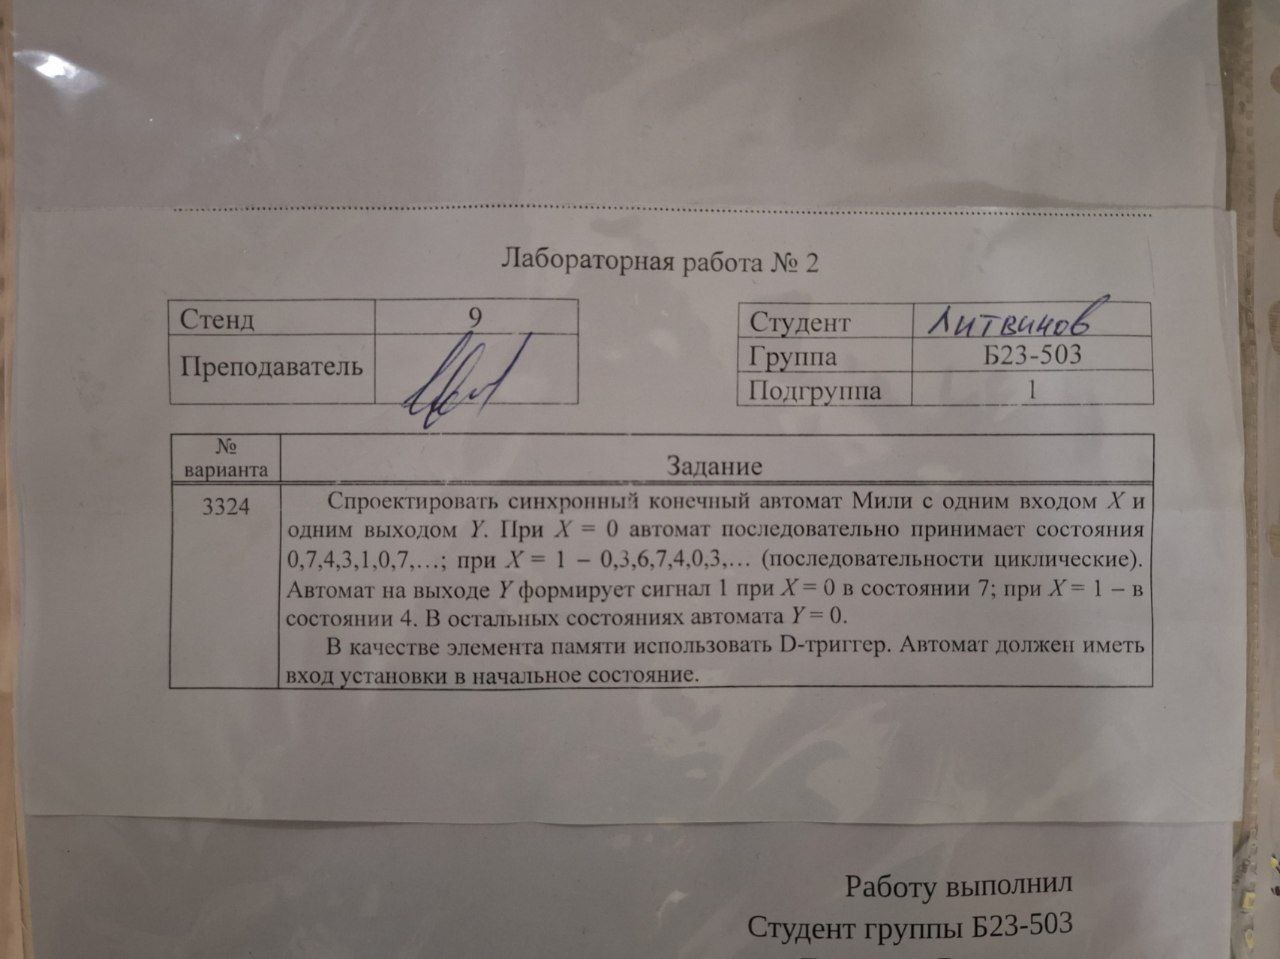 Лабораторная работа № 2
Стенд 9
Преподаватель
Студент Литвинов
Группа Б23-503
Подгруппа 1
№ варианта Задание
3324
Спроектировать синхронный конечный автомат Мили с одним входом X и
одним выходом Y. При X = 0 автомат последовательно принимает состояния
0,7,4,3,1,0,7,…; при X = 1 – 0,3,6,7,4,0,3,… (последовательности циклические).
Автомат на выходе Y формирует сигнал 1 при X = 0 в состоянии 7; при X = 1 – в
состоянии 4. В остальных состояниях автомата Y = 0.
В качестве элемента памяти использовать D-триггер. Автомат должен иметь
вход установки в начальное состояние.
Работу выполнил
Студент группы Б23-503